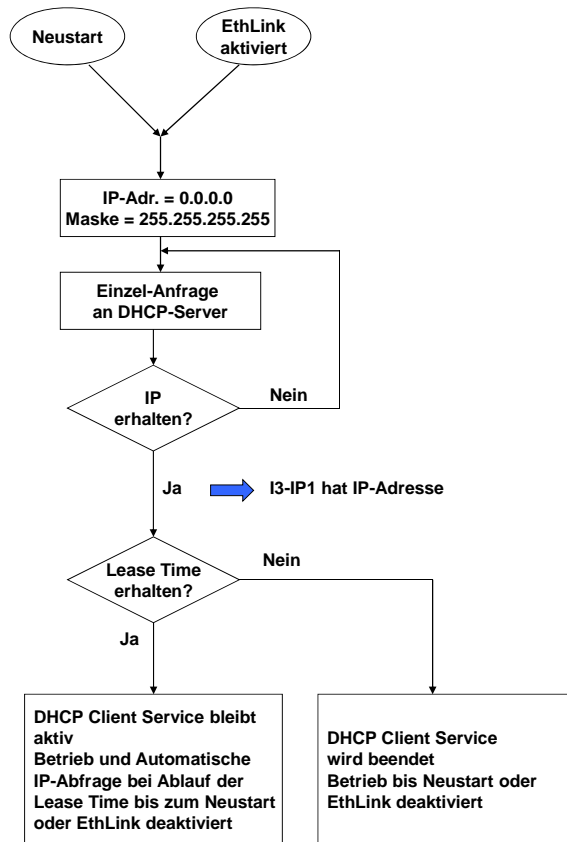 Neustart
EthLink
aktiviert
IP-Adr. = 0.0.0.0
Maske = 255.255.255.255
Einzel-Anfrage
an DHCP-Server
IP
erhalten?
Nein
Ja
I3-IP1 hat IP-Adresse
Lease Time
erhalten?
Nein
Ja
DHCP Client Service bleibt
aktiv
Betrieb und Automatische
IP-Abfrage bei Ablauf der
Lease Time bis zum Neustart
oder EthLink deaktiviert
DHCP Client Service
wird beendet
Betrieb bis Neustart oder
EthLink deaktiviert